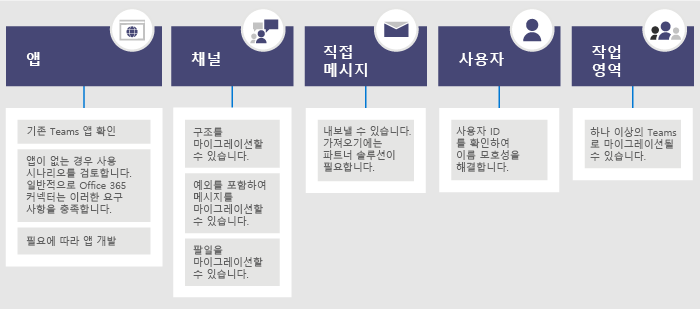 앱
기존 Teams 앱 확인
앱이 없는 경우 사용
시나리오를 검토합니다.
일반적으로 Office 365
커넥터는 이러한 요구
사항을 충족합니다.
필요에 따라 앱 개발
채널
구조를
마이그레이션할
수 있습니다.
예외를 포함하여
메시지를
마이그레이션할
수 있습니다.
팔일을
마이그레이션할
수 있습니다.
직접
메시지
내보낼 수 있습니다.
가져오기에는
파트너 솔루션이
필요합니다.
사용자
사용자 ID
를 확인하여
이름 모호성을
해결합니다.
작업
영역
하나 이상의 Teams
로 마이그레이션될
수 있습니다.